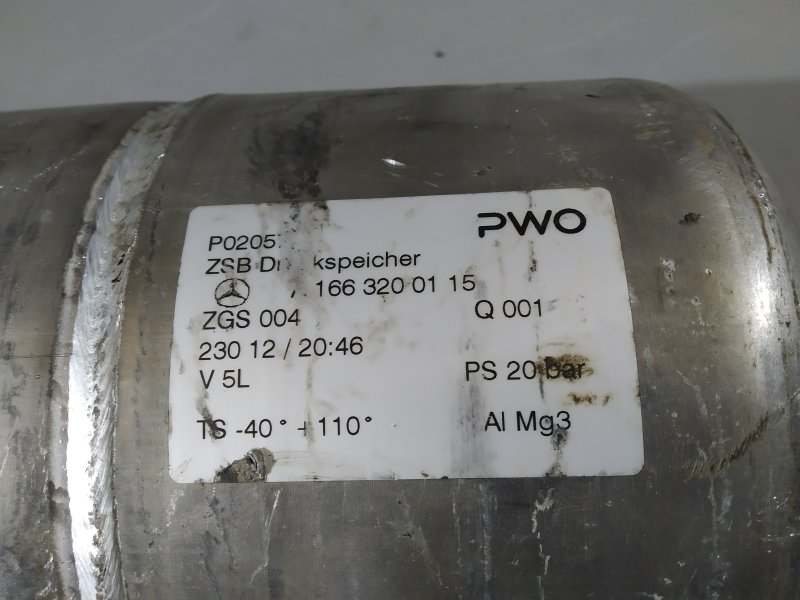 PWO
ZSB
166 320 01 15
ZGS 004 Q 001
230 12 / 20:46
V 5L PS 20 bar
TS -40° +110° Al Mg3